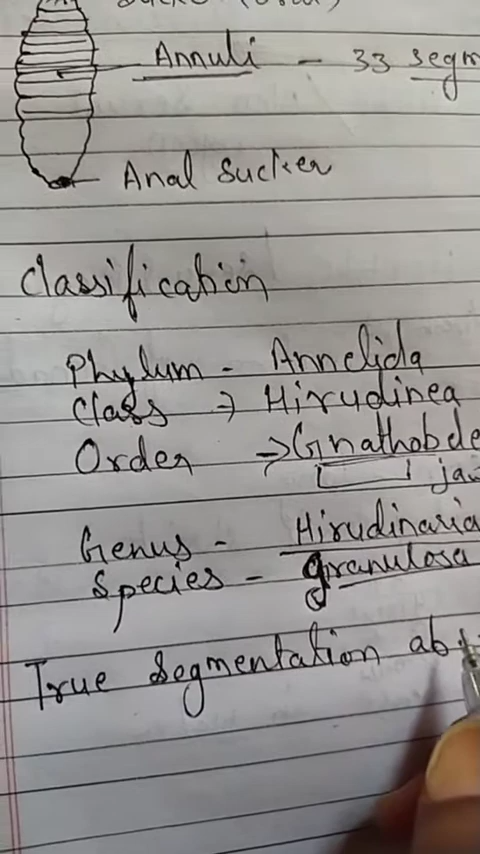 Annuli - 33 segm
Anal Sucker
Classification
Phylum - Annelida
Class → Hirudinea
Order → Gnathobde
jaw
Genus - Hirudinaria
Species - granulosa
True Segmentation ab